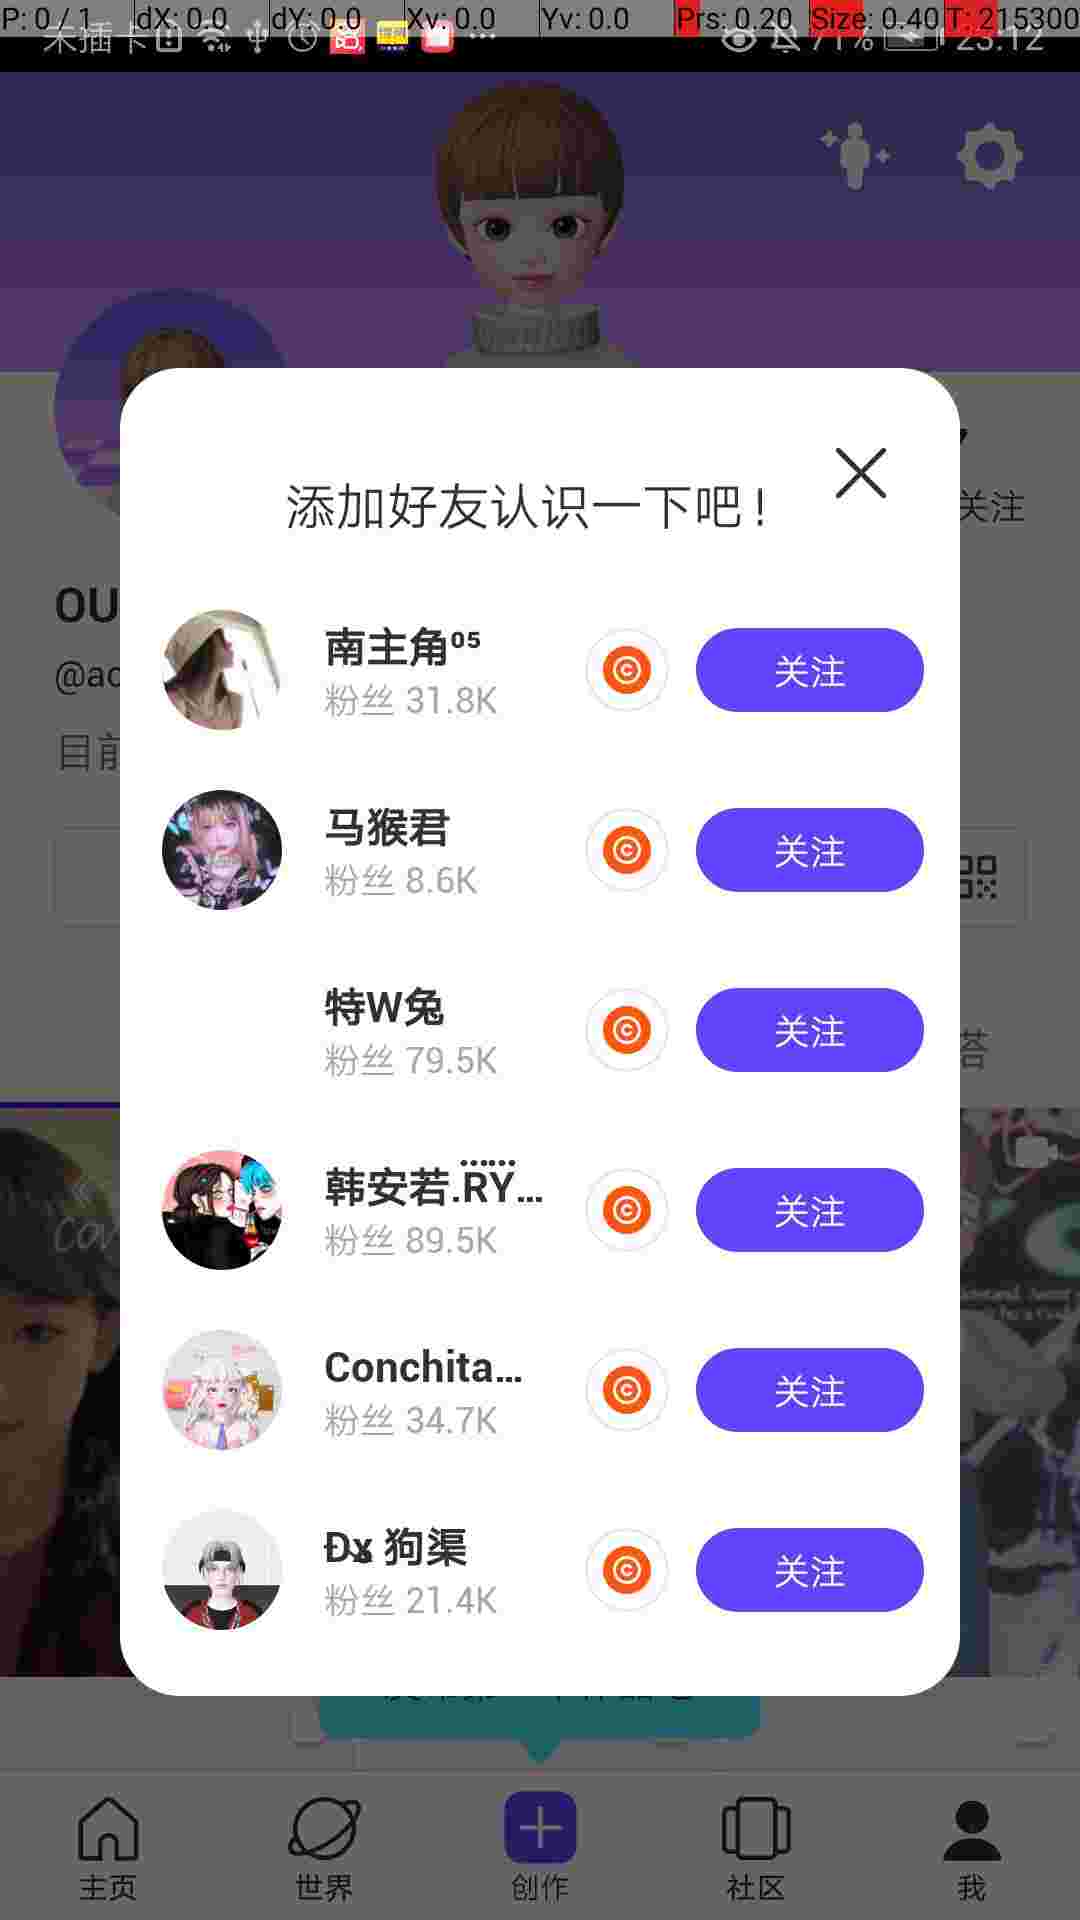 P: 0 / 1 dX: 0.0 dY: 0.0 Xv: 0.0 Yv: 0.0 Prs: 0.20 Size: 0.40 T: 215300
未插卡 71% 23:12
添加好友认识一下吧!
关注
OU
南主角⁰⁵
@ac
粉丝 31.8K
关注
目前
马猴君
粉丝 8.6K
关注
特W兔
粉丝 79.5K
关注
答
韩安若.RY...
粉丝 89.5K
关注
Conchita...
粉丝 34.7K
关注
Đϫ 狗渠
粉丝 21.4K
关注
主页 世界 创作 社区 我